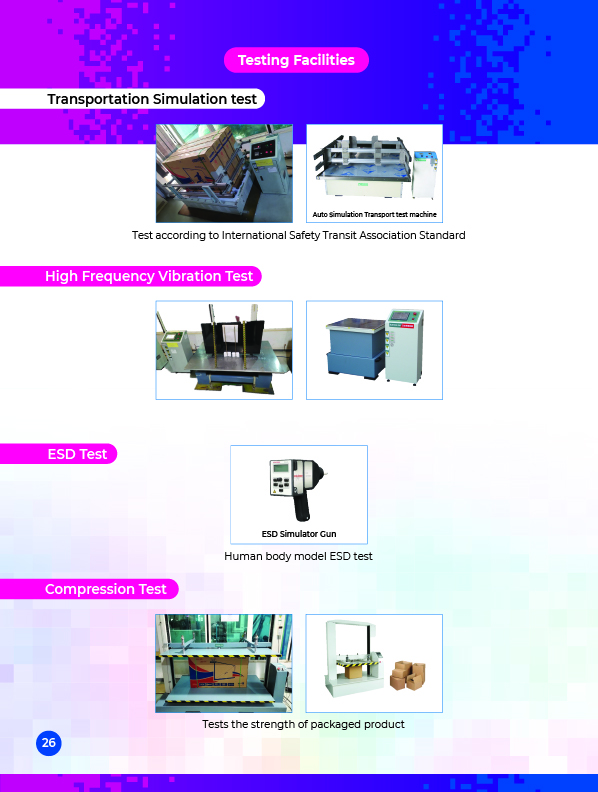 Testing Facilities
Transportation Simulation test
Auto Simulation Transport test machine
Test according to International Safety Transit Association Standard
High Frequency Vibration Test
ESD Test
ESD Simulator Gun
Human body model ESD test
Compression Test
Tests the strength of packaged product
26